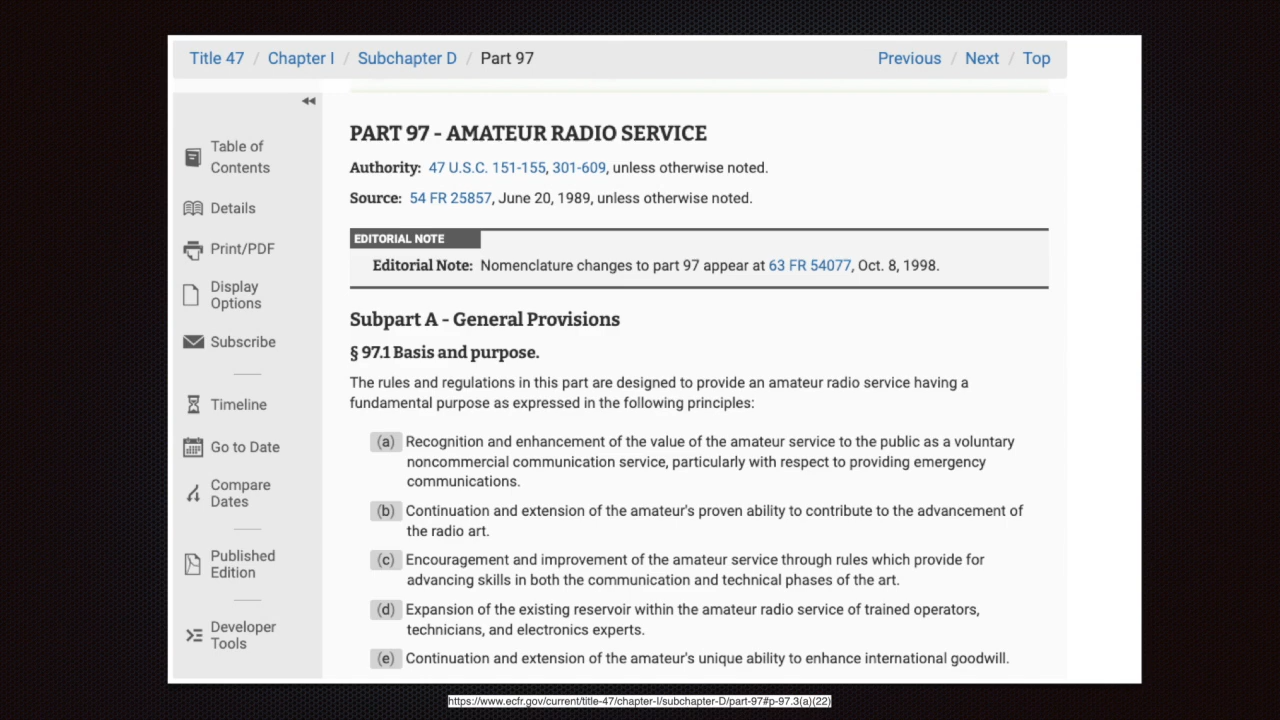 Title 47 / Chapter I / Subchapter D / Part 97
Previous / Next / Top
Table of
Contents
Details
Print/PDF
Display
Options
Subscribe
Timeline
Go to Date
Compare
Dates
Published
Edition
Developer
Tools
PART 97 - AMATEUR RADIO SERVICE
Authority: 47 U.S.C. 151-155, 301-609, unless otherwise noted.
Source: 54 FR 25857, June 20, 1989, unless otherwise noted.
EDITORIAL NOTE
Editorial Note: Nomenclature changes to part 97 appear at 63 FR 54077, Oct. 8, 1998.
Subpart A - General Provisions
§ 97.1 Basis and purpose.
The rules and regulations in this part are designed to provide an amateur radio service having a
fundamental purpose as expressed in the following principles:
(a) Recognition and enhancement of the value of the amateur service to the public as a voluntary
noncommercial communication service, particularly with respect to providing emergency
communications.
(b) Continuation and extension of the amateur's proven ability to contribute to the advancement of
the radio art.
(c) Encouragement and improvement of the amateur service through rules which provide for
advancing skills in both the communication and technical phases of the art.
(d) Expansion of the existing reservoir within the amateur radio service of trained operators,
technicians, and electronics experts.
(e) Continuation and extension of the amateur's unique ability to enhance international goodwill.
https://www.ecfr.gov/current/title-47/chapter-I/subchapter-D/part-97#p-97.3(a)(22)